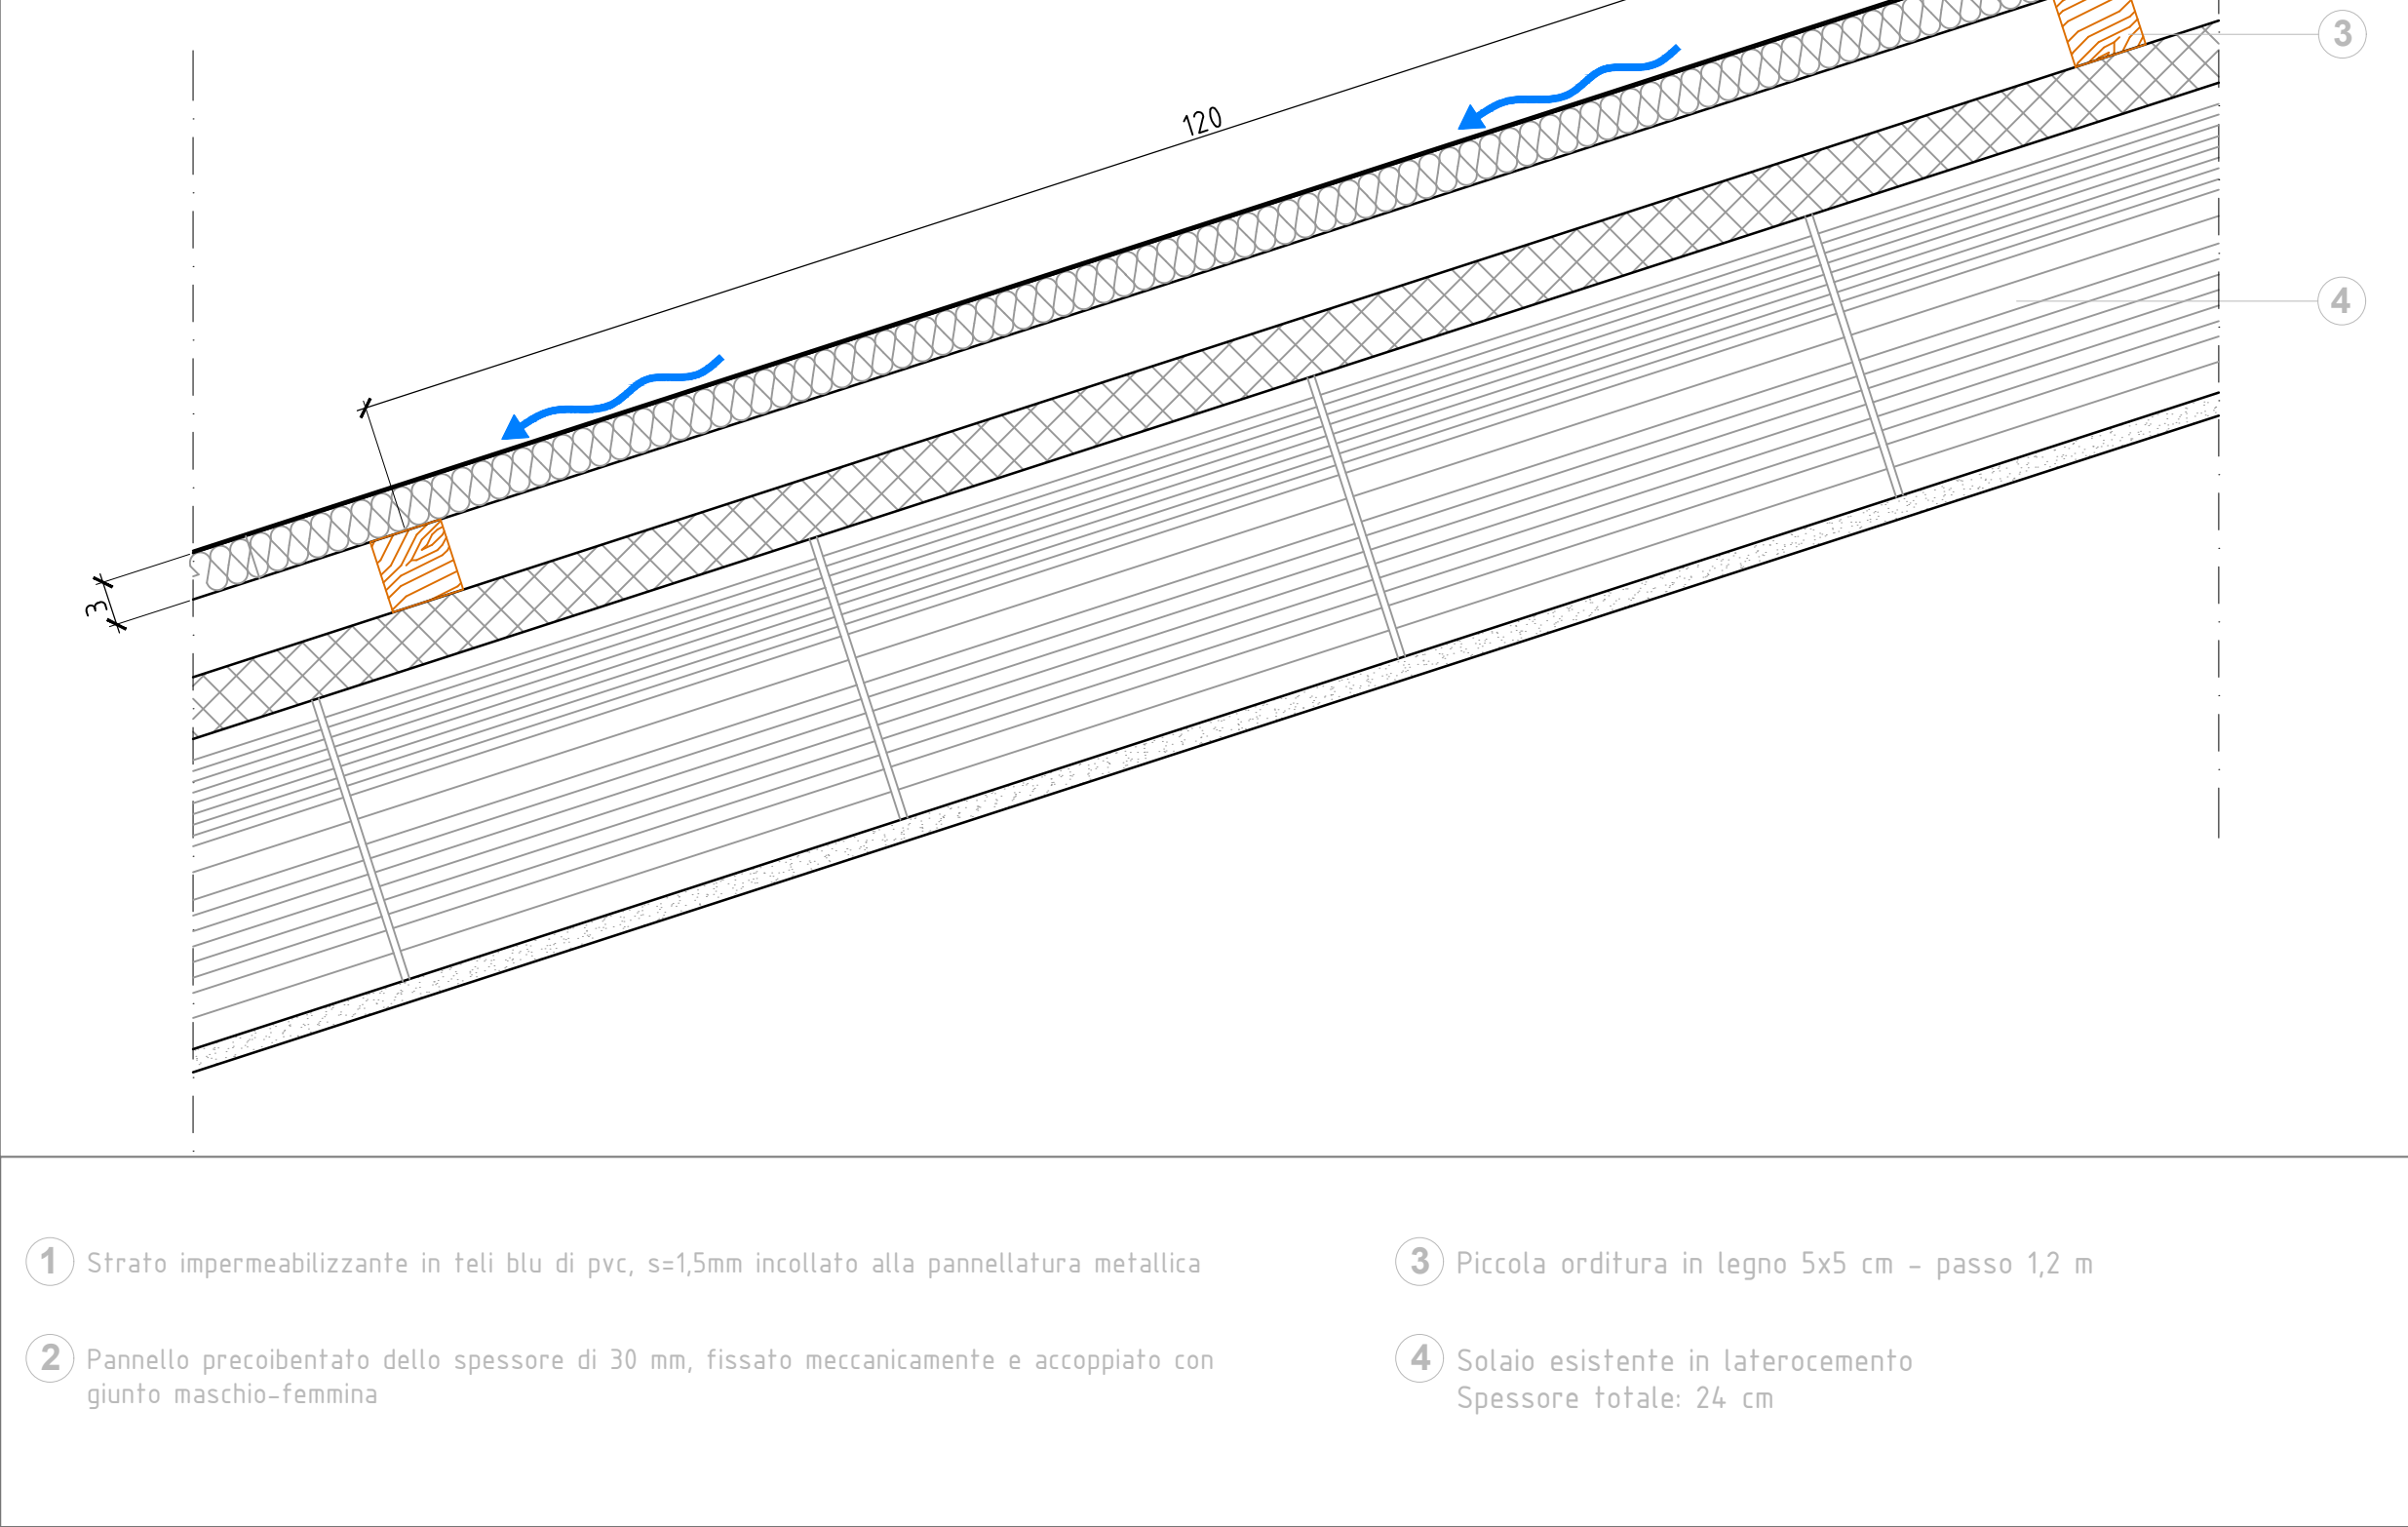 3
120
4
3
1 Strato impermeabilizzante in teli blu di pvc, s=1,5mm incollato alla pannellatura metallica
2 Pannello precoibentato dello spessore di 30 mm, fissato meccanicamente e accoppiato con
giunto maschio-femmina
3 Piccola orditura in legno 5x5 cm - passo 1,2 m
4 Solaio esistente in laterocemento
Spessore totale: 24 cm